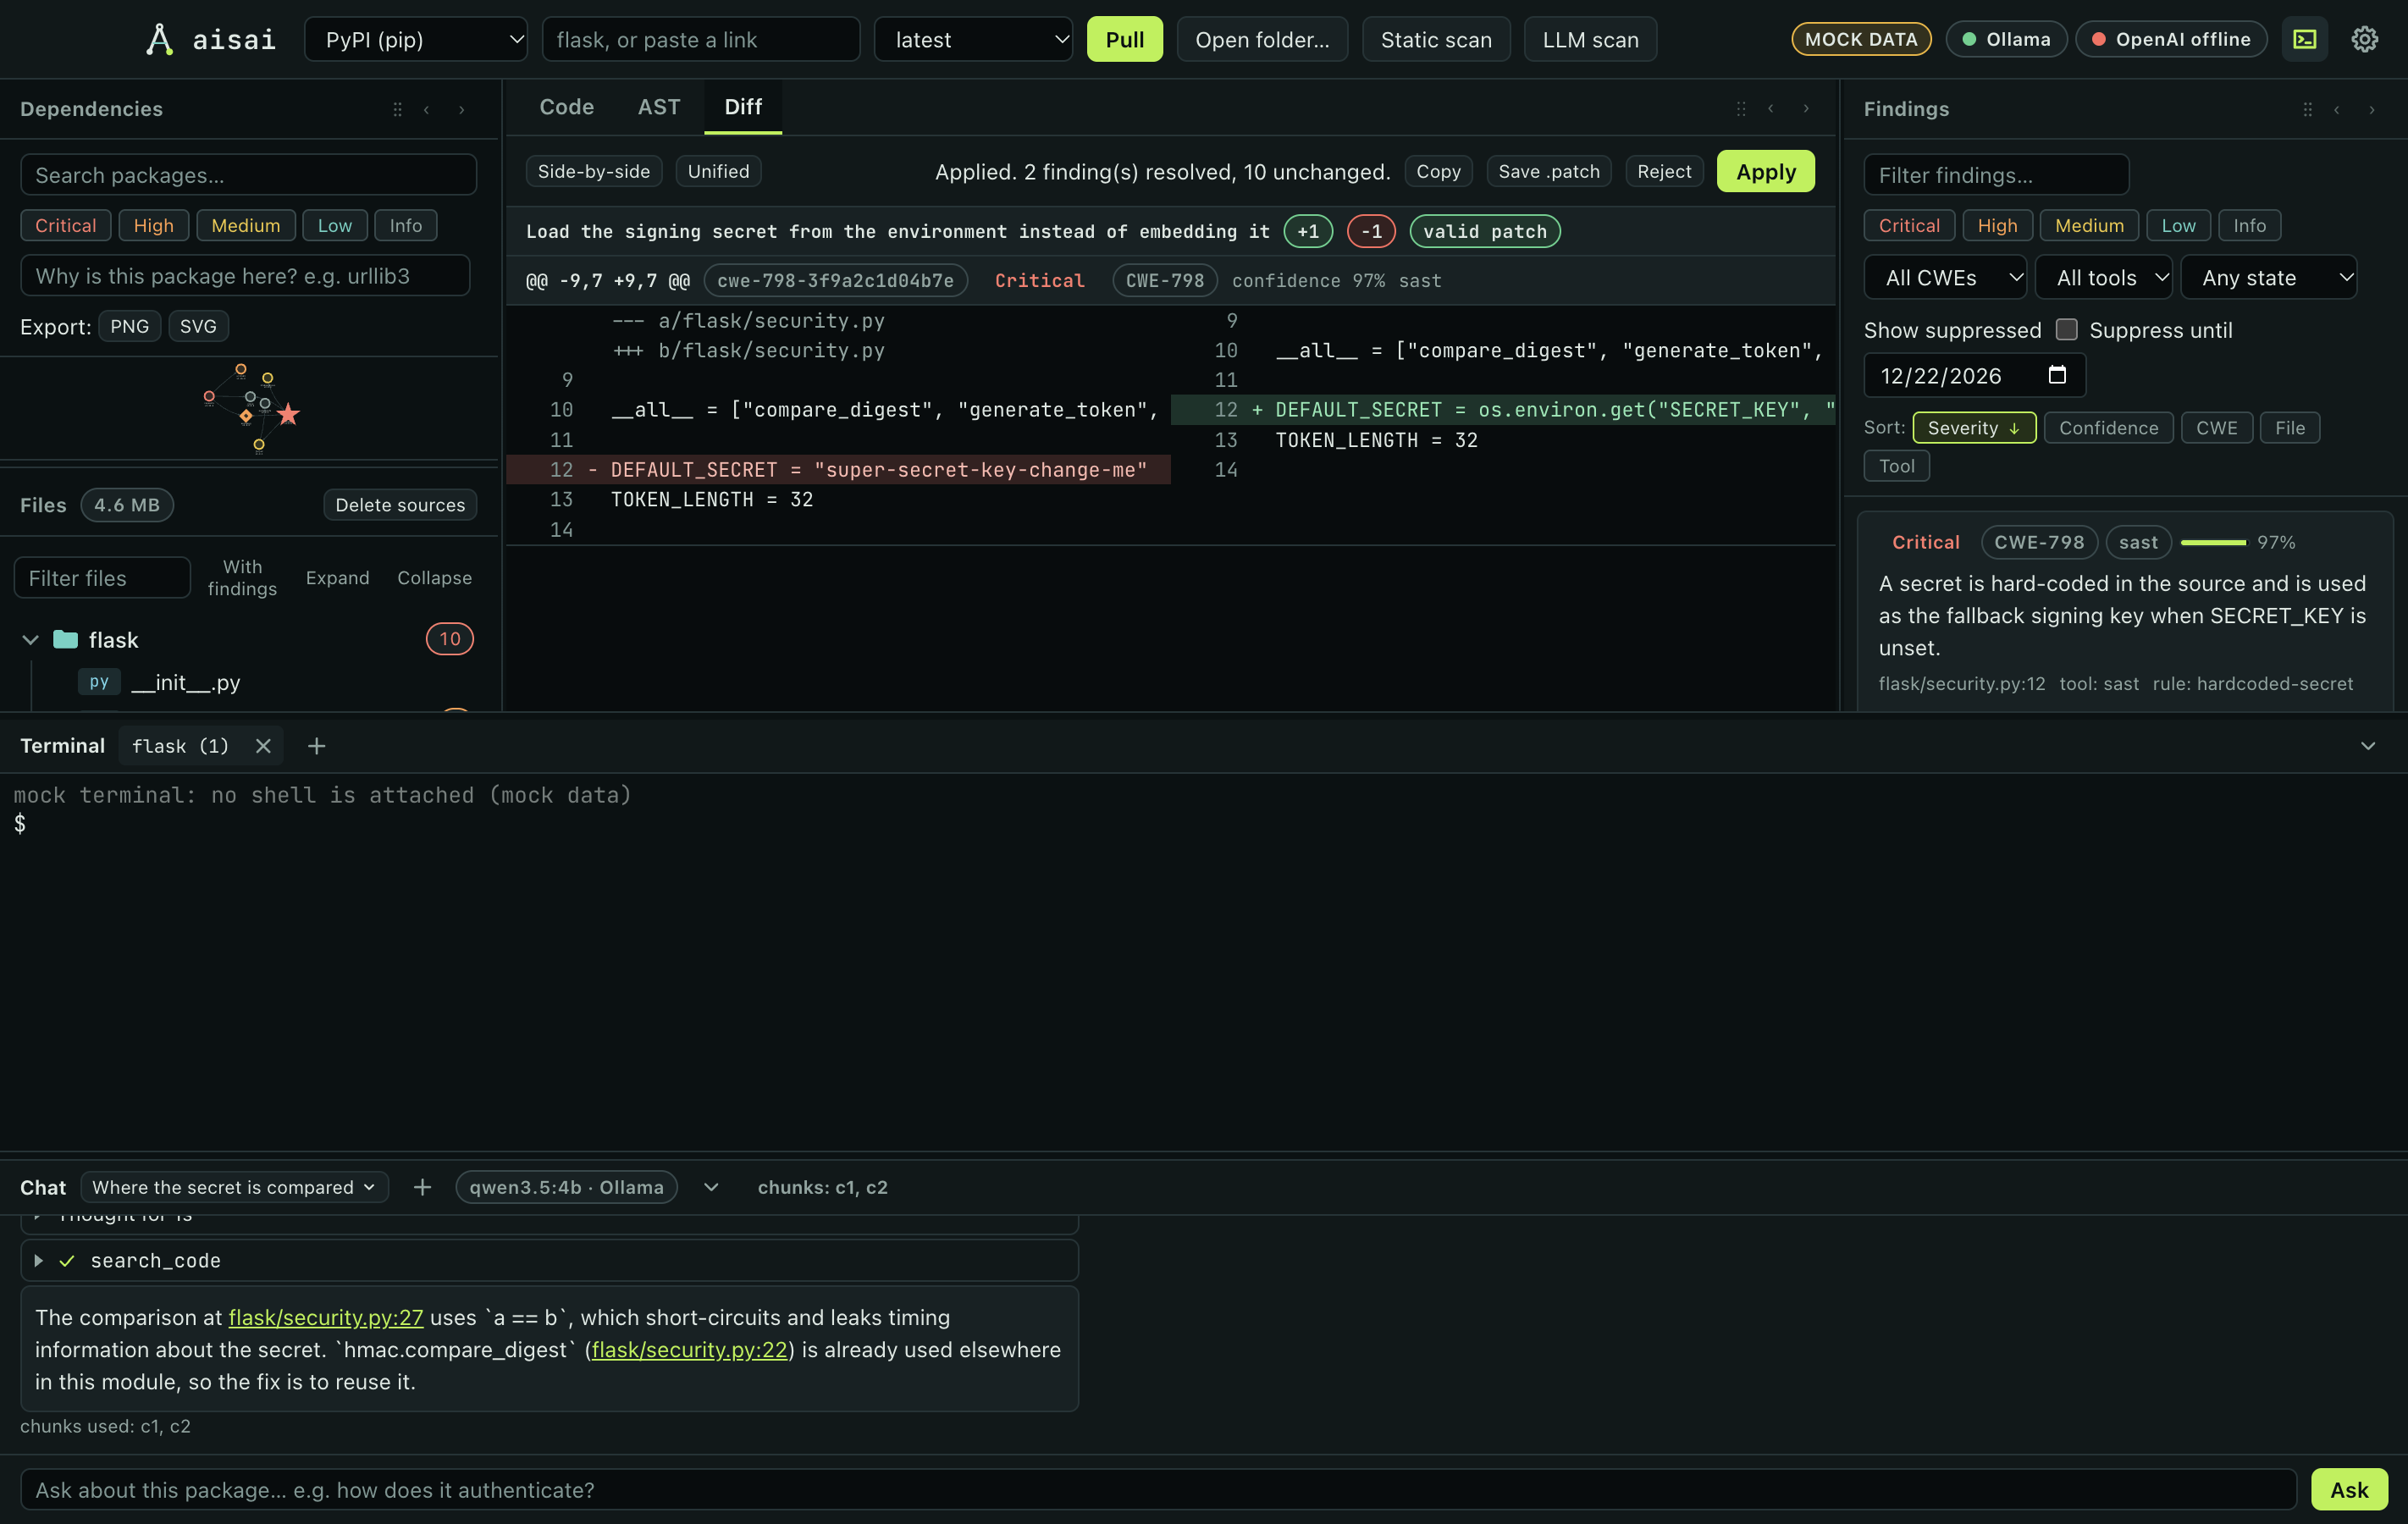 aisai
PyPI (pip)
flask, or paste a link
latest
Pull
Open folder...
Static scan
LLM scan
MOCK DATA
Ollama
OpenAI offline
Dependencies
Search packages...
Critical High Medium Low Info
Why is this package here? e.g. urllib3
Export: PNG SVG
Files 4.6 MB Delete sources
Filter files
With findings
Expand
Collapse
flask 10
py __init__.py
Code AST Diff
Side-by-side Unified Applied. 2 finding(s) resolved, 10 unchanged. Copy Save .patch Reject Apply
Load the signing secret from the environment instead of embedding it +1 -1 valid patch
@@ -9,7 +9,7 @@ cwe-798-3f9a2c1d04b7e Critical CWE-798 confidence 97% sast
--- a/flask/security.py
+++ b/flask/security.py
9
10 __all__ = ["compare_digest", "generate_token",
11
12 - DEFAULT_SECRET = "super-secret-key-change-me"
13 TOKEN_LENGTH = 32
14
9
10 __all__ = ["compare_digest", "generate_token",
11
12 + DEFAULT_SECRET = os.environ.get("SECRET_KEY", "
13 TOKEN_LENGTH = 32
14
Findings
Filter findings...
Critical High Medium Low Info
All CWEs All tools Any state
Show suppressed Suppress until
12/22/2026
Sort: Severity ↓ Confidence CWE File
Tool
Critical CWE-798 sast 97%
A secret is hard-coded in the source and is used
as the fallback signing key when SECRET_KEY is
unset.
flask/security.py:12 tool: sast rule: hardcoded-secret
Terminal flask (1)
mock terminal: no shell is attached (mock data)
$
Chat Where the secret is compared qwen3.5:4b · Ollama chunks: c1, c2
Thought for 1s
search_code
The comparison at flask/security.py:27 uses `a == b`, which short-circuits and leaks timing
information about the secret. `hmac.compare_digest` (flask/security.py:22) is already used elsewhere
in this module, so the fix is to reuse it.
chunks used: c1, c2
Ask about this package... e.g. how does it authenticate?
Ask